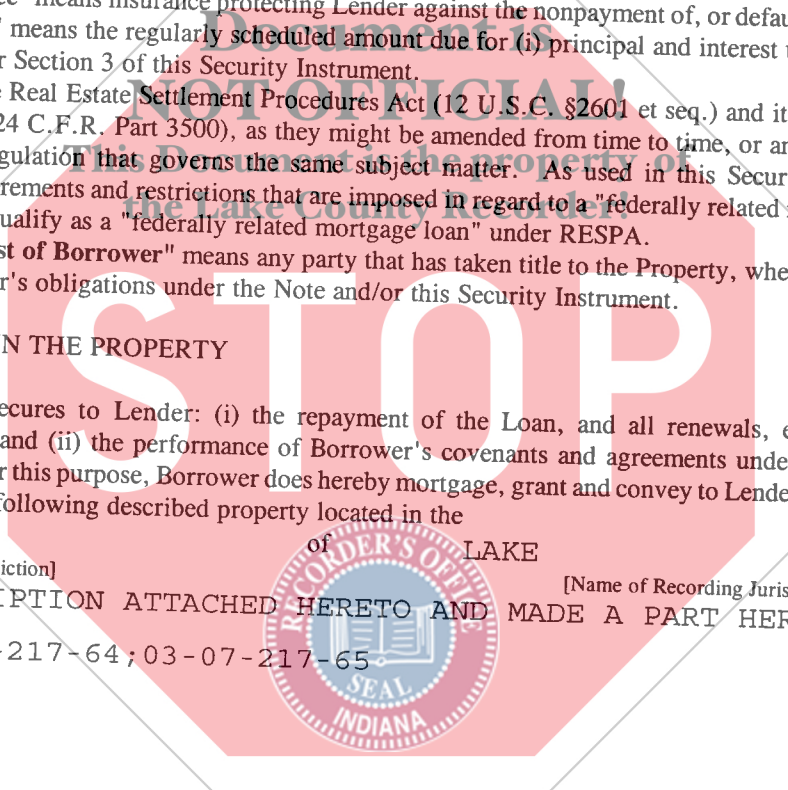 means insurance protecting Lender against the nonpayment of, or defau
" means the regularly scheduled amount due for (i) principal and interest
r Section 3 of this Security Instrument.
e Real Estate Settlement Procedures Act (12 U.S.C. §2601 et seq.) and it
24 C.F.R. Part 3500), as they might be amended from time to time, or an
gulation that governs the same subject matter. As used in this Secur
rements and restrictions that are imposed in regard to a "federally related
ualify as a "federally related mortgage loan" under RESPA.
st of Borrower" means any party that has taken title to the Property, whe
r's obligations under the Note and/or this Security Instrument.
Document is
NOT OFFICIAL!
This Document is the property of
the Lake County Recorder!
STOP
N THE PROPERTY
ecures to Lender: (i) the repayment of the Loan, and all renewals, e
and (ii) the performance of Borrower's covenants and agreements unde
r this purpose, Borrower does hereby mortgage, grant and convey to Lende
following described property located in the
of LAKE
iction] [Name of Recording Juris
IPTION ATTACHED HERETO AND MADE A PART HER
-217-64;03-07-217-65
RECORDER'S OFFICE
SEAL
INDIANA